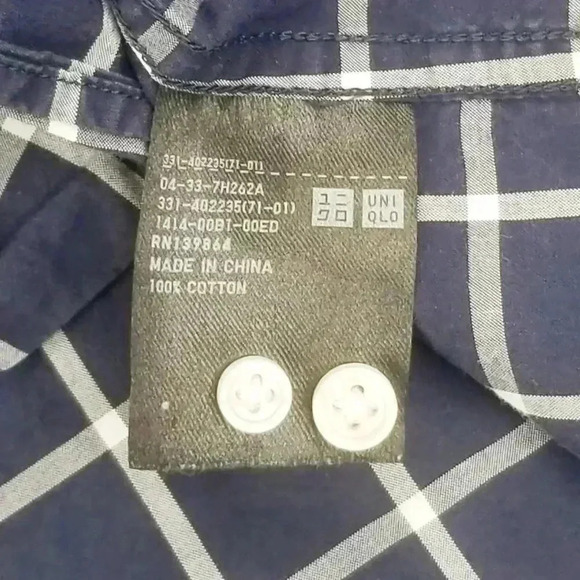 331-402235(71-01)
04-33-7H262A
331-402235(71-01)
1414-00B1-00ED
RN139864
MADE IN CHINA
100% COTTON
ユニ
クロ
UNI
QLO